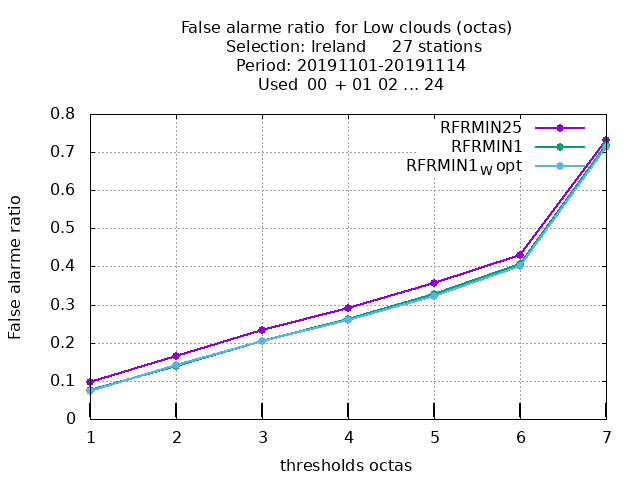 False alarme ratio  for Low clouds (octas)
Selection: Ireland     27 stations
Period: 20191101-20191114
Used  00 + 01 02 ... 24
RFRMIN25
RFRMIN1
RFRMIN1W opt
False alarme ratio
0.8
0.7
0.6
0.5
0.4
0.3
0.2
0.1
0
1 2 3 4 5 6 7
thresholds octas